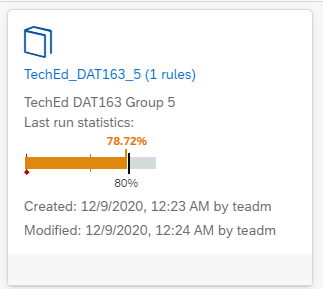 TechEd_DAT163_5 (1 rules)
TechEd DAT163 Group 5
Last run statistics:
78.72%
80%
Created: 12/9/2020, 12:23 AM by teadm
Modified: 12/9/2020, 12:24 AM by teadm